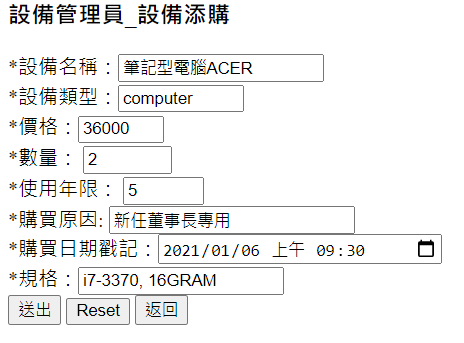 設備管理員_設備添購
*設備名稱：筆記型電腦ACER
*設備類型：computer
*價格：36000
*數量： 2
*使用年限： 5
*購買原因: 新任董事長專用
*購買日期戳記：2021/01/06 上午 09:30
*規格：i7-3370, 16GRAM
送出 Reset 返回